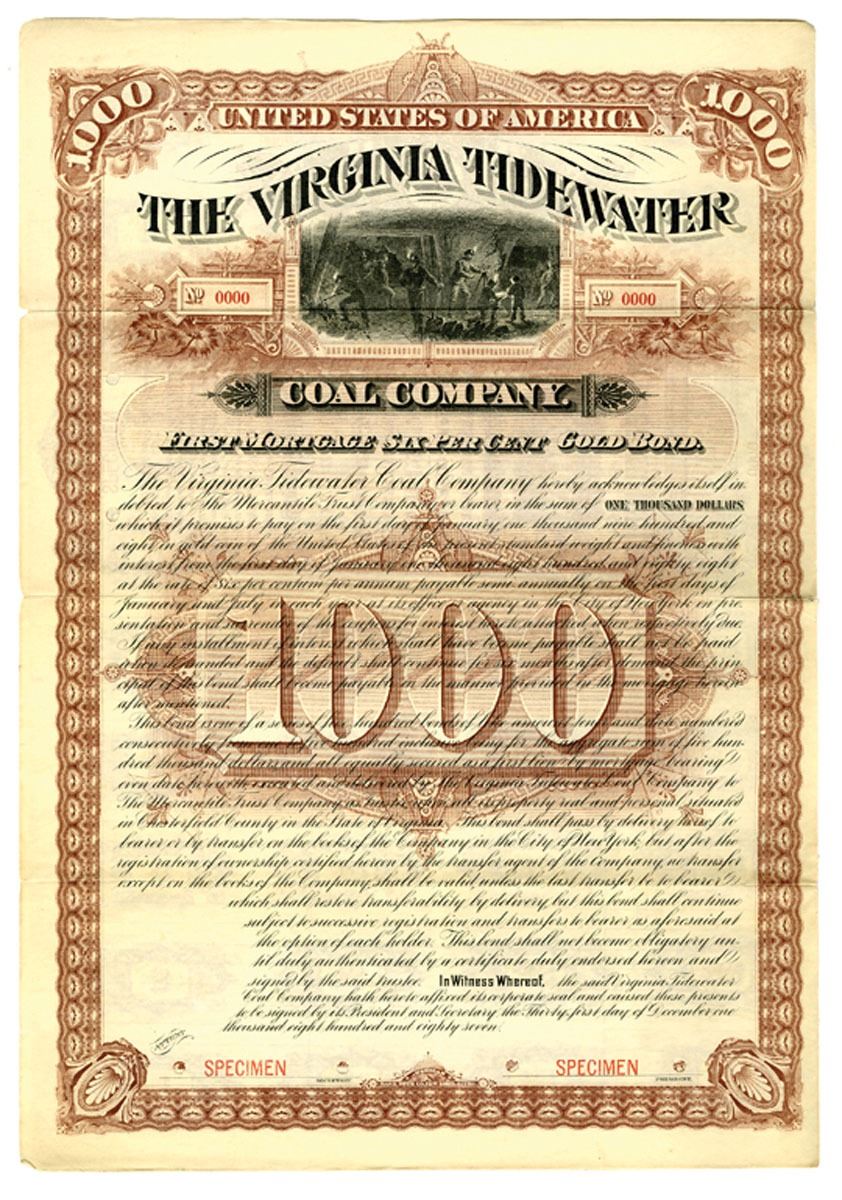 1000
1000
UNITED STATES OF AMERICA
THE VIRGINIA TIDEWATER
No 0000
No 0000
COAL COMPANY.
FIRST MORTGAGE SIX PER CENT GOLD BOND.
The Virginia Tidewater Coal Company hereby acknowledges itself in
debted to The Mercantile Trust Company or bearer in the sum of ONE THOUSAND DOLLARS
which it promises to pay on the first day of January one thousand nine hundred and
eight in gold coin of the United States of the present standard weight and fineness with
interest from the first day of January one thousand eight hundred and eighty eight
at the rate of Six per centum per annum payable semi annually on the first days of
January and July in each year at its office or agency in the City of New York on pre
sentation and surrender of the coupons for interest hereto attached when respectively due.
If any installment of interest which shall have become payable shall not be paid
when demanded and the default shall continue for six months after demand the prin
cipal of this bond shall become payable in the manner provided in the mortgage herein
after mentioned.
1000
This bond is one of a series of five hundred bonds of like amount tenor and date numbered
consecutively from one to five hundred inclusive being for the aggregate sum of five hun
dred thousand dollars and all equally secured as a first lien by mortgage bearing
even date herewith executed and delivered by the Virginia Tidewater Coal Company to
The Mercantile Trust Company as trustee upon all its property real and personal situated
in Chesterfield County in the State of Virginia. This bond shall pass by delivery hereof to
bearer or by transfer on the books of the Company in the City of New York, but after the
registration of ownership certified hereon by the transfer agent of the Company, no transfer
except on the books of the Company shall be valid, unless the last transfer be to bearer
which shall restore transferability by delivery, but this bond shall continue
subject to successive registration and transfers to bearer as aforesaid at
the option of each holder. This bond shall not become obligatory un-
til duly authenticated by a certificate duly endorsed hereon and
signed by the said trustee. In Witness Whereof, the said Virginia Tidewater
Coal Company hath hereto affixed its corporate seal and caused these presents
to be signed by its President and Secretary the Thirty, first day of December one
thousand eight hundred and eighty seven.
SPECIMEN
SPECIMEN
SECRETARY.
PRESIDENT.